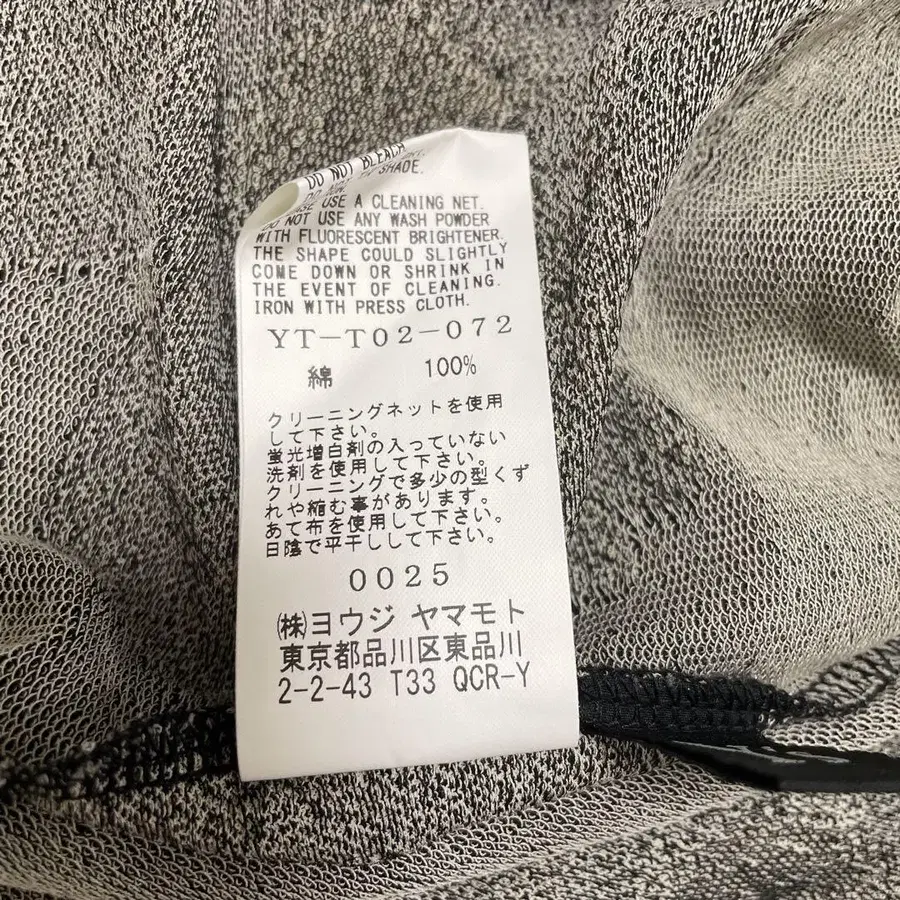 DO NOT BLEACH.
SHADE.
USE A CLEANING NET.
DO NOT USE ANY WASH POWDER
WITH FLUORESCENT BRIGHTENER.
THE SHAPE COULD SLIGHTLY
COME DOWN OR SHRINK IN
THE EVENT OF CLEANING.
IRON WITH PRESS CLOTH.
YT-T02-072
綿 100%
クリーニングネットを使用
して下さい。
蛍光増白剤の入っていない
洗剤を使用して下さい。
クリーニングで多少の型くず
れや縮む事があります。
あて布を使用して下さい。
日陰で平干しして下さい。
0025
㈱ヨウジ ヤマモト
東京都品川区東品川
2-2-43 T33 QCR-Y